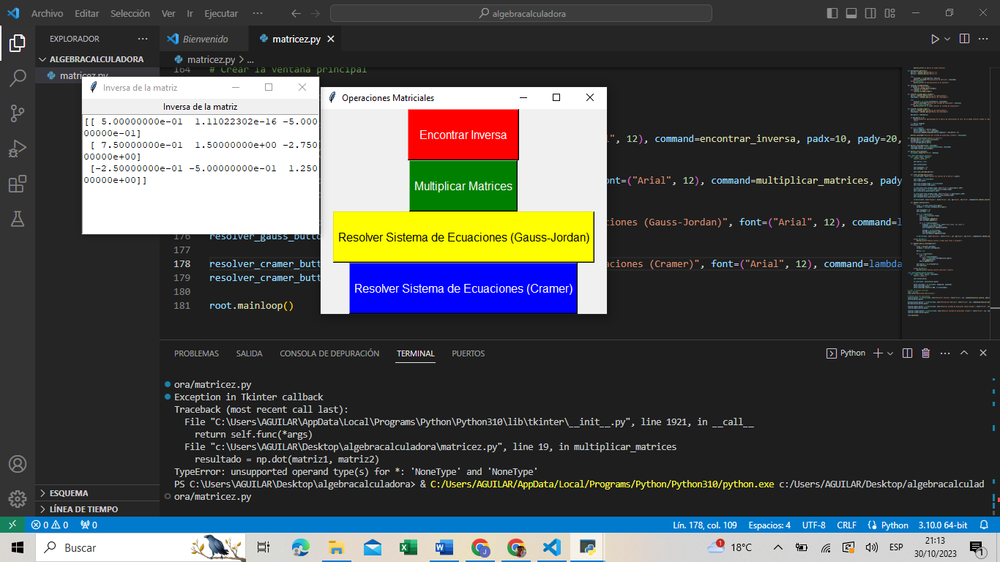 Archivo Editar Selección Ver Ir Ejecutar ··· algebracalculadora
EXPLORADOR ···
ALGEBRACALCULADORA
matricez.py
Bienvenido matricez.py
matricez.py > ...
164 # Crear la ventana principal
Inversa de la matriz
Inversa de la matriz
[[ 5.00000000e-01  1.11022302e-16 -5.000
00000e-01]
 [ 7.50000000e-01  1.50000000e+00 -2.750
00000e+00]
 [-2.50000000e-01 -5.00000000e-01  1.250
00000e+00]]
Operaciones Matriciales
Encontrar Inversa
Multiplicar Matrices
Resolver Sistema de Ecuaciones (Gauss-Jordan)
Resolver Sistema de Ecuaciones (Cramer)
", 12), command=encontrar_inversa, padx=10, pady=20,
font=("Arial", 12), command=multiplicar_matrices, pady
iones (Gauss-Jordan)", font=("Arial", 12), command=l
176 resolver_gauss_butto
177
178 resolver_cramer_butt aciones (Cramer)", font=("Arial", 12), command=lambda
179 resolver_cramer_butt
180
181 root.mainloop()
PROBLEMAS SALIDA CONSOLA DE DEPURACIÓN TERMINAL PUERTOS Python
ora/matricez.py
Exception in Tkinter callback
Traceback (most recent call last):
  File "C:\Users\AGUILAR\AppData\Local\Programs\Python\Python310\lib\tkinter\__init__.py", line 1921, in __call__
    return self.func(*args)
  File "c:\Users\AGUILAR\Desktop\algebracalculadora\matricez.py", line 19, in multiplicar_matrices
    resultado = np.dot(matriz1, matriz2)
TypeError: unsupported operand type(s) for *: 'NoneType' and 'NoneType'
PS C:\Users\AGUILAR\Desktop\algebracalculadora> & C:/Users/AGUILAR/AppData/Local/Programs/Python/Python310/python.exe c:/Users/AGUILAR/Desktop/algebracalculad
ora/matricez.py
ESQUEMA
LÍNEA DE TIEMPO
0 0 0 Lín. 178, col. 109 Espacios: 4 UTF-8 CRLF Python 3.10.0 64-bit
Buscar 1 18°C ESP 21:13
30/10/2023 1